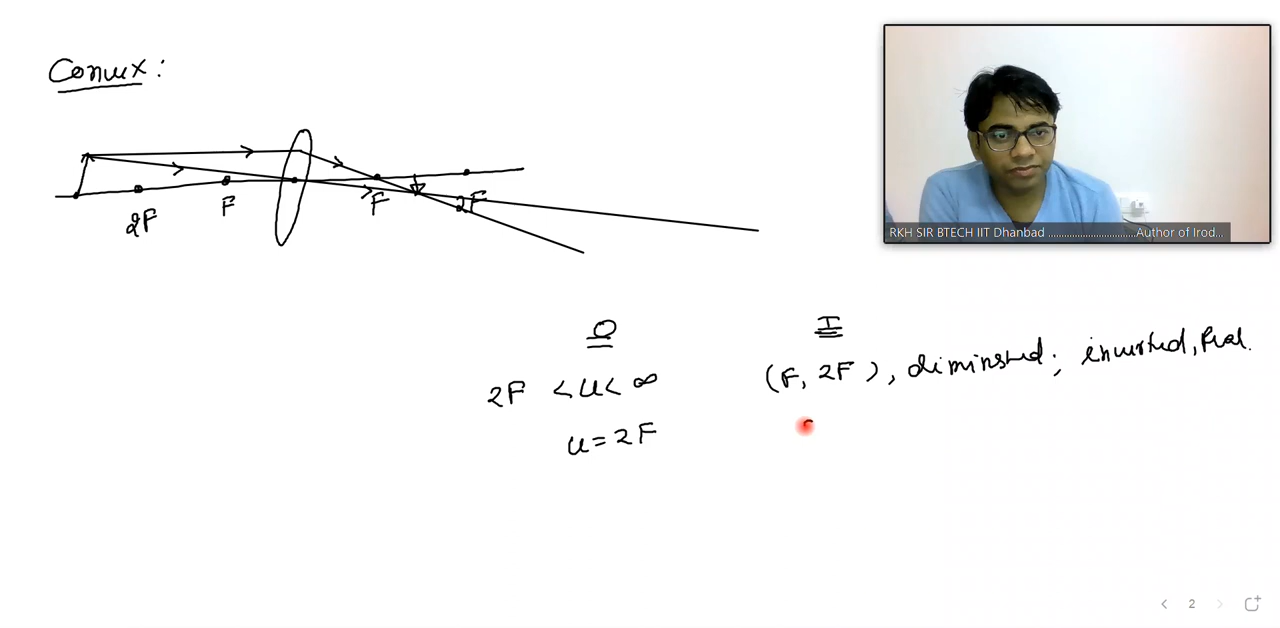 Convex :
2F F F 2F
RKH SIR BTECH IIT Dhanbad ................................Author of Irod...
O I
2F < u < ∞ (F, 2F), diminshed; inverted, Real.
u = 2F
2